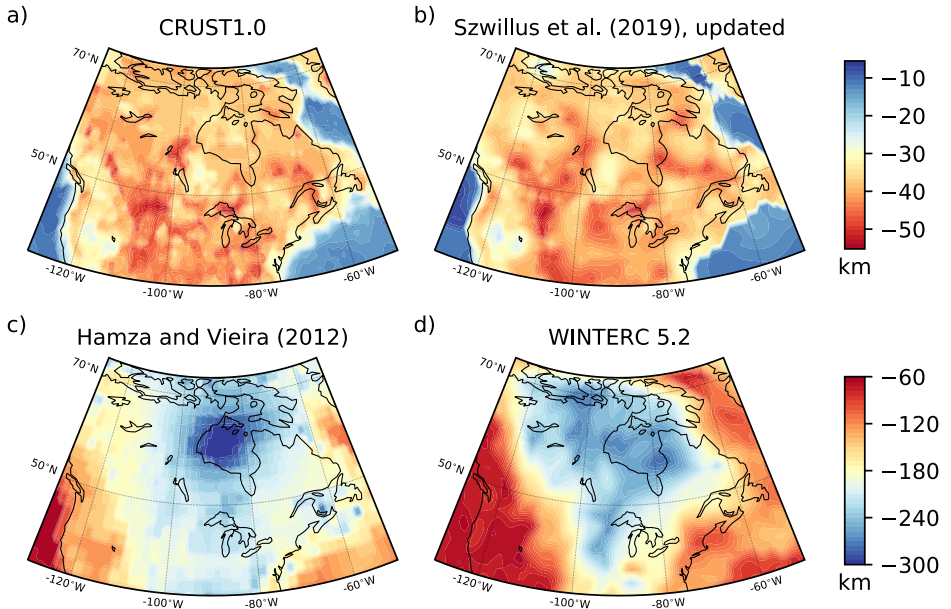 a)
CRUST1.0
b)
Szwillus et al. (2019), updated
70°N
50°N
-120°W
-100°W
-80°W
-60°W
70°N
50°N
-120°W
-100°W
-80°W
-60°W
−10
−20
−30
−40
−50
km
c)
Hamza and Vieira (2012)
d)
WINTERC 5.2
70°N
50°N
-120°W
-100°W
-80°W
-60°W
70°N
50°N
-120°W
-100°W
-80°W
-60°W
−60
−120
−180
−240
−300
km